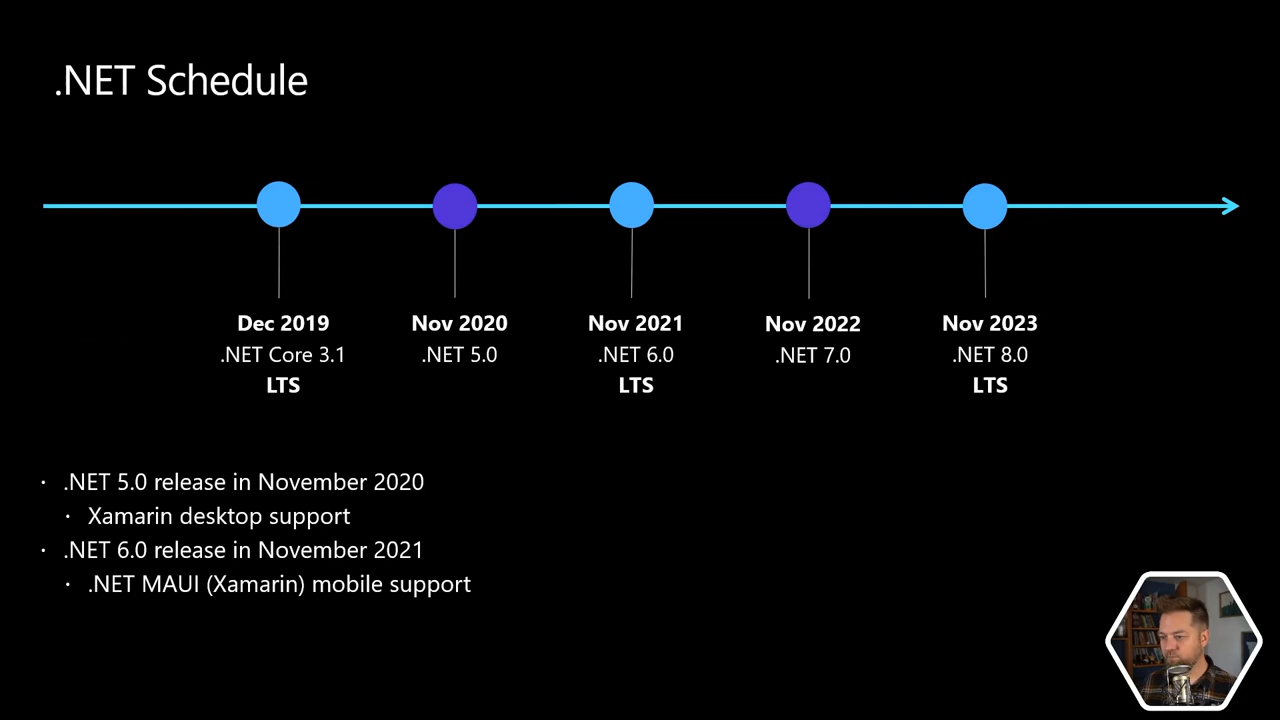 .NET Schedule
Dec 2019
.NET Core 3.1
LTS
Nov 2020
.NET 5.0
Nov 2021
.NET 6.0
LTS
Nov 2022
.NET 7.0
Nov 2023
.NET 8.0
LTS
· .NET 5.0 release in November 2020
· Xamarin desktop support
· .NET 6.0 release in November 2021
· .NET MAUI (Xamarin) mobile support